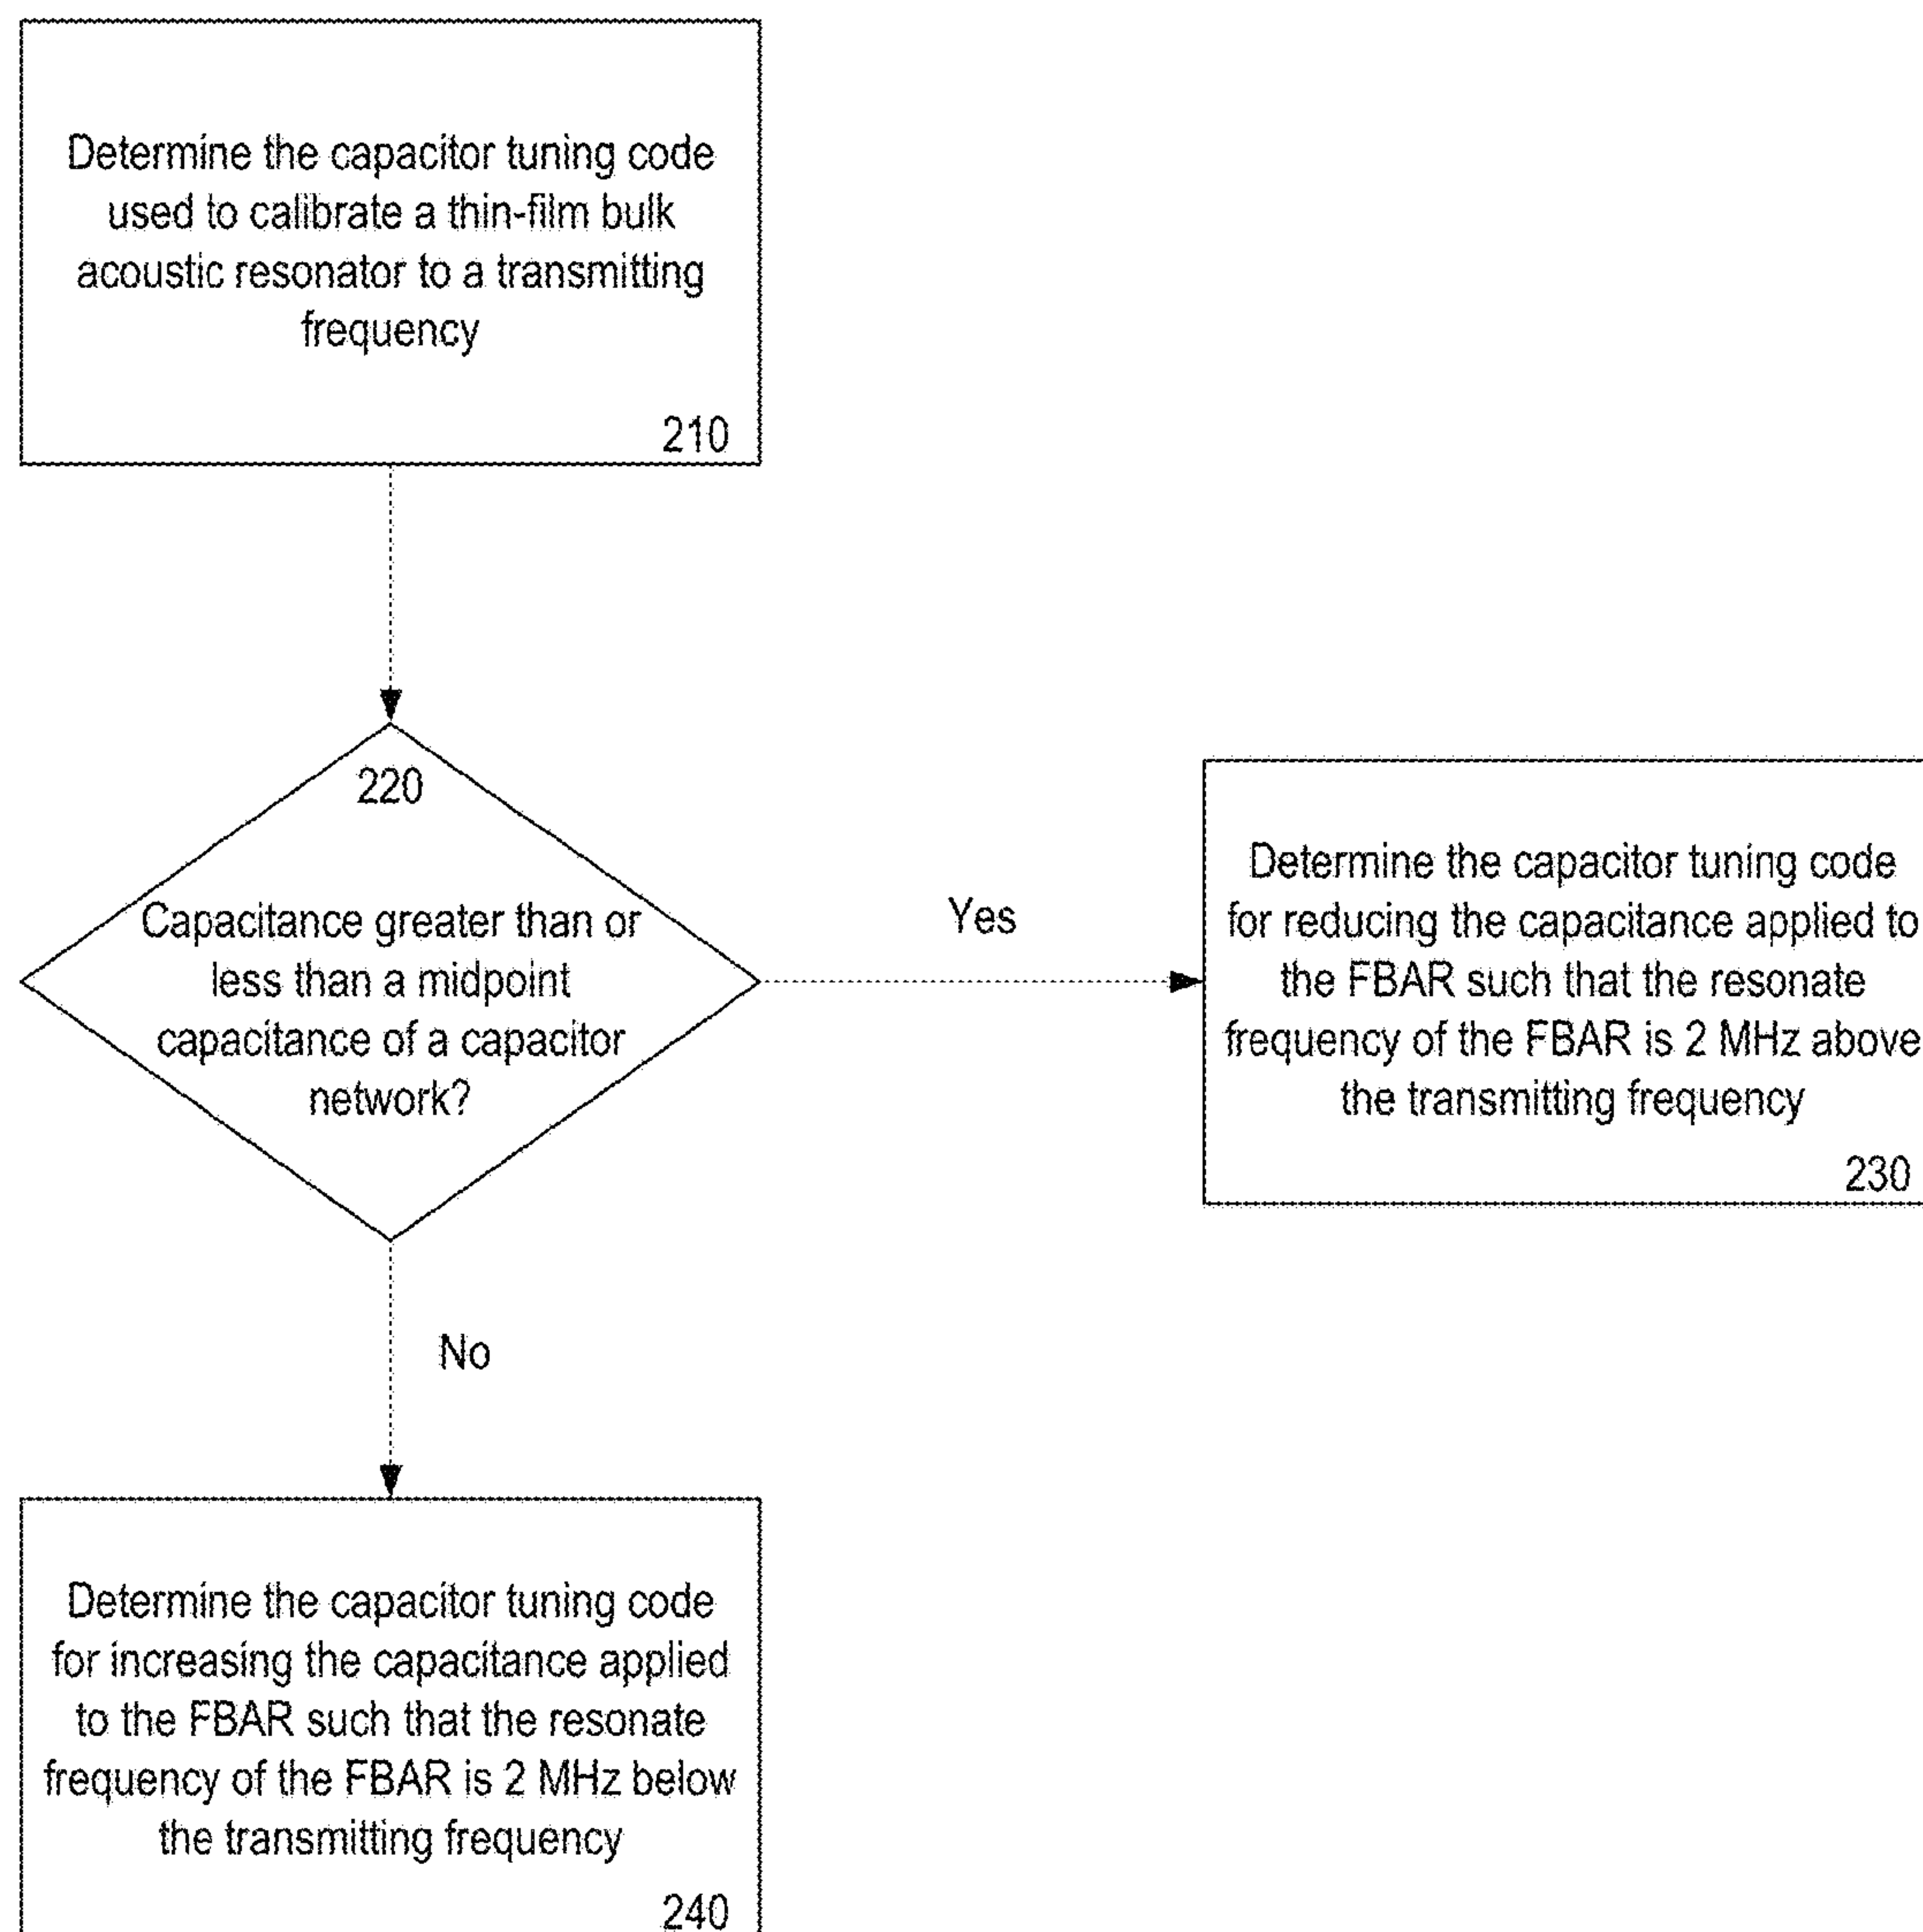 Determine the capacitor tuning code
used to calibrate a thin-film bulk
acoustic resonator to a transmitting
frequency
210
220
Capacitance greater than or
less than a midpoint
capacitance of a capacitor
network?
Yes
Determine the capacitor tuning code
for reducing the capacitance applied to
the FBAR such that the resonate
frequency of the FBAR is 2 MHz above
the transmitting frequency
230
No
Determine the capacitor tuning code
for increasing the capacitance applied
to the FBAR such that the resonate
frequency of the FBAR is 2 MHz below
the transmitting frequency
240